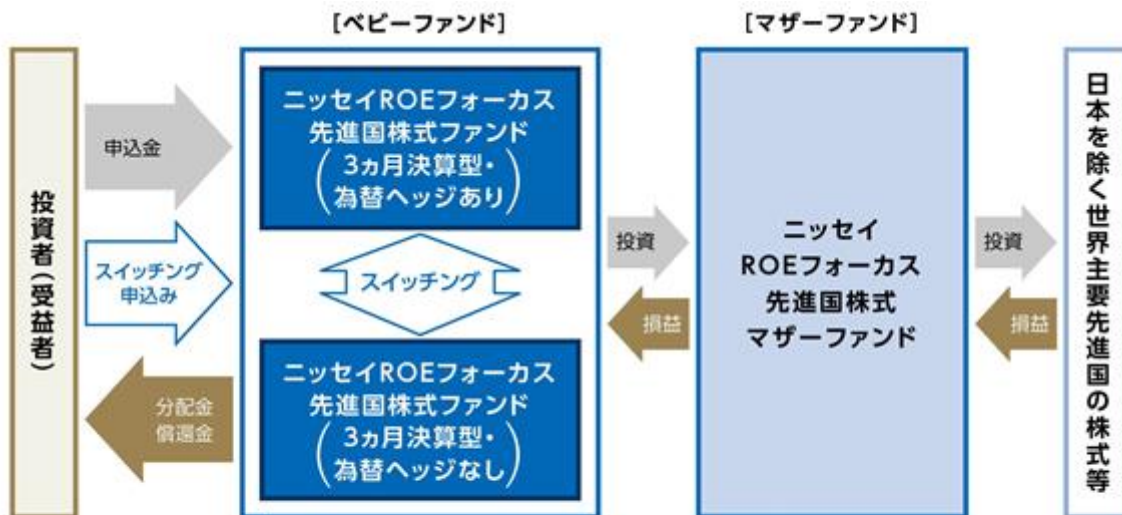 [ベビーファンド]
[マザーファンド]
投資者(受益者)
申込金
スイッチング
申込み
分配金
償還金
ニッセイROEフォーカス
先進国株式ファンド
(3ヵ月決算型・
為替ヘッジあり)
スイッチング
ニッセイROEフォーカス
先進国株式ファンド
(3ヵ月決算型・
為替ヘッジなし)
投資
損益
ニッセイ
ROEフォーカス
先進国株式
マザーファンド
投資
損益
日本を除く世界主要先進国の株式等